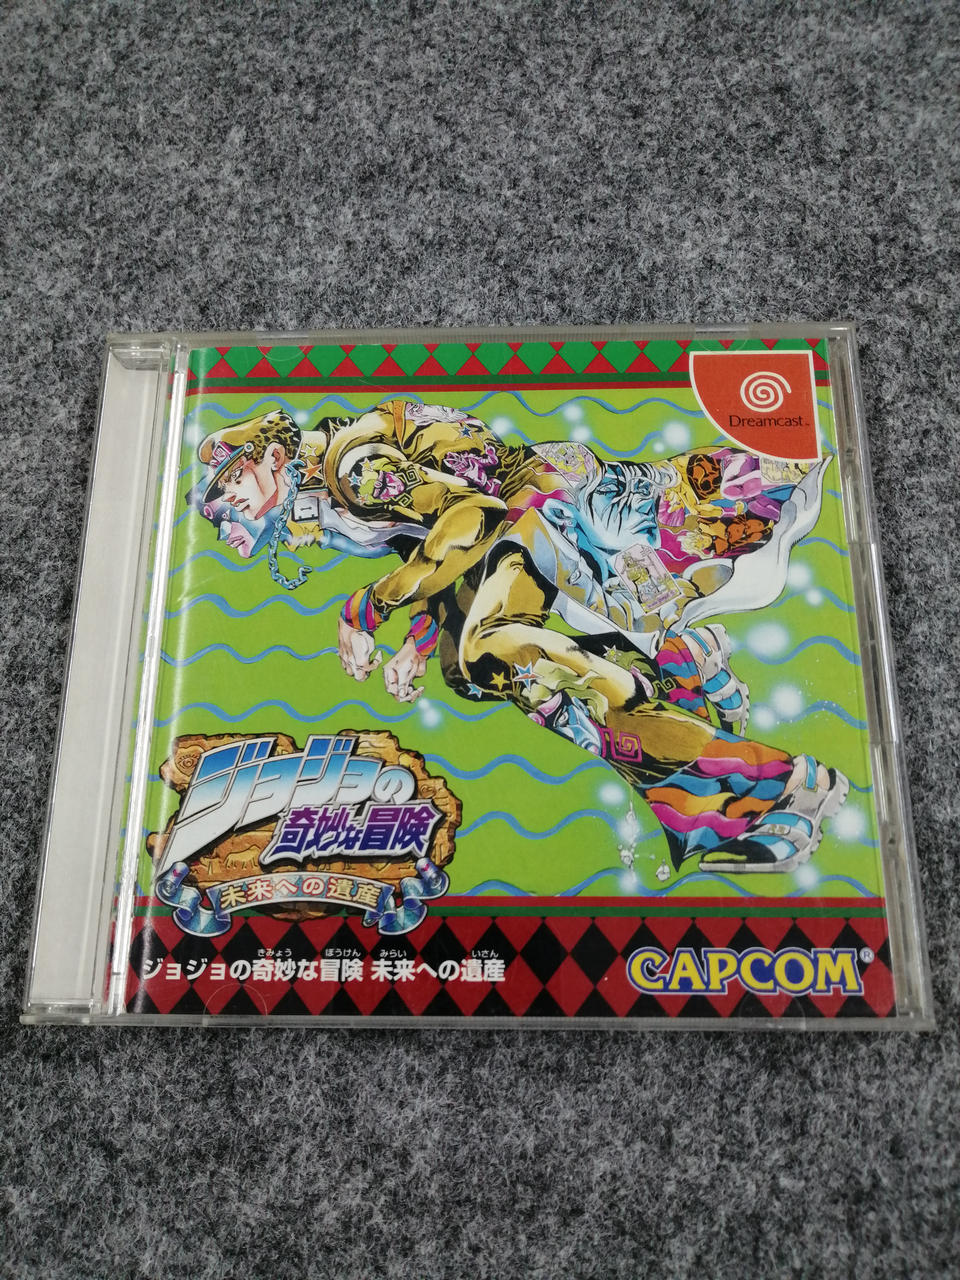 Dreamcast™
ジョジョの
奇妙な冒険
未来への遺産
きみょう ぼうけん みらい いさん
ジョジョの奇妙な冒険 未来への遺産
CAPCOM®